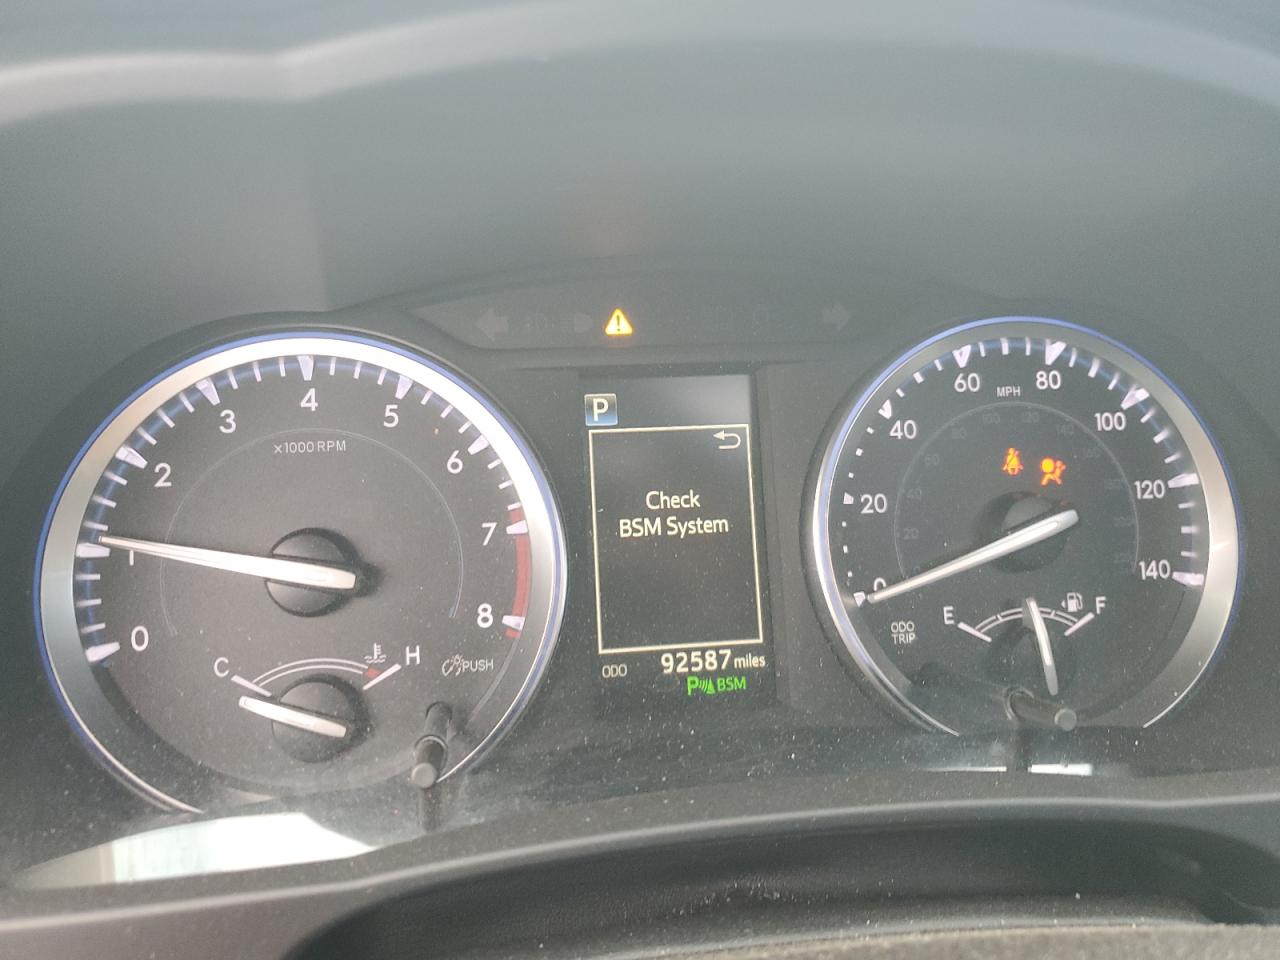 0
1
2
3
4
5
6
7
8
x1000 RPM
C
H
PUSH
P
Check
BSM System
ODO
92587 miles
P BSM
0
20
40
60
80
100
120
140
MPH
ODO
TRIP
E
F